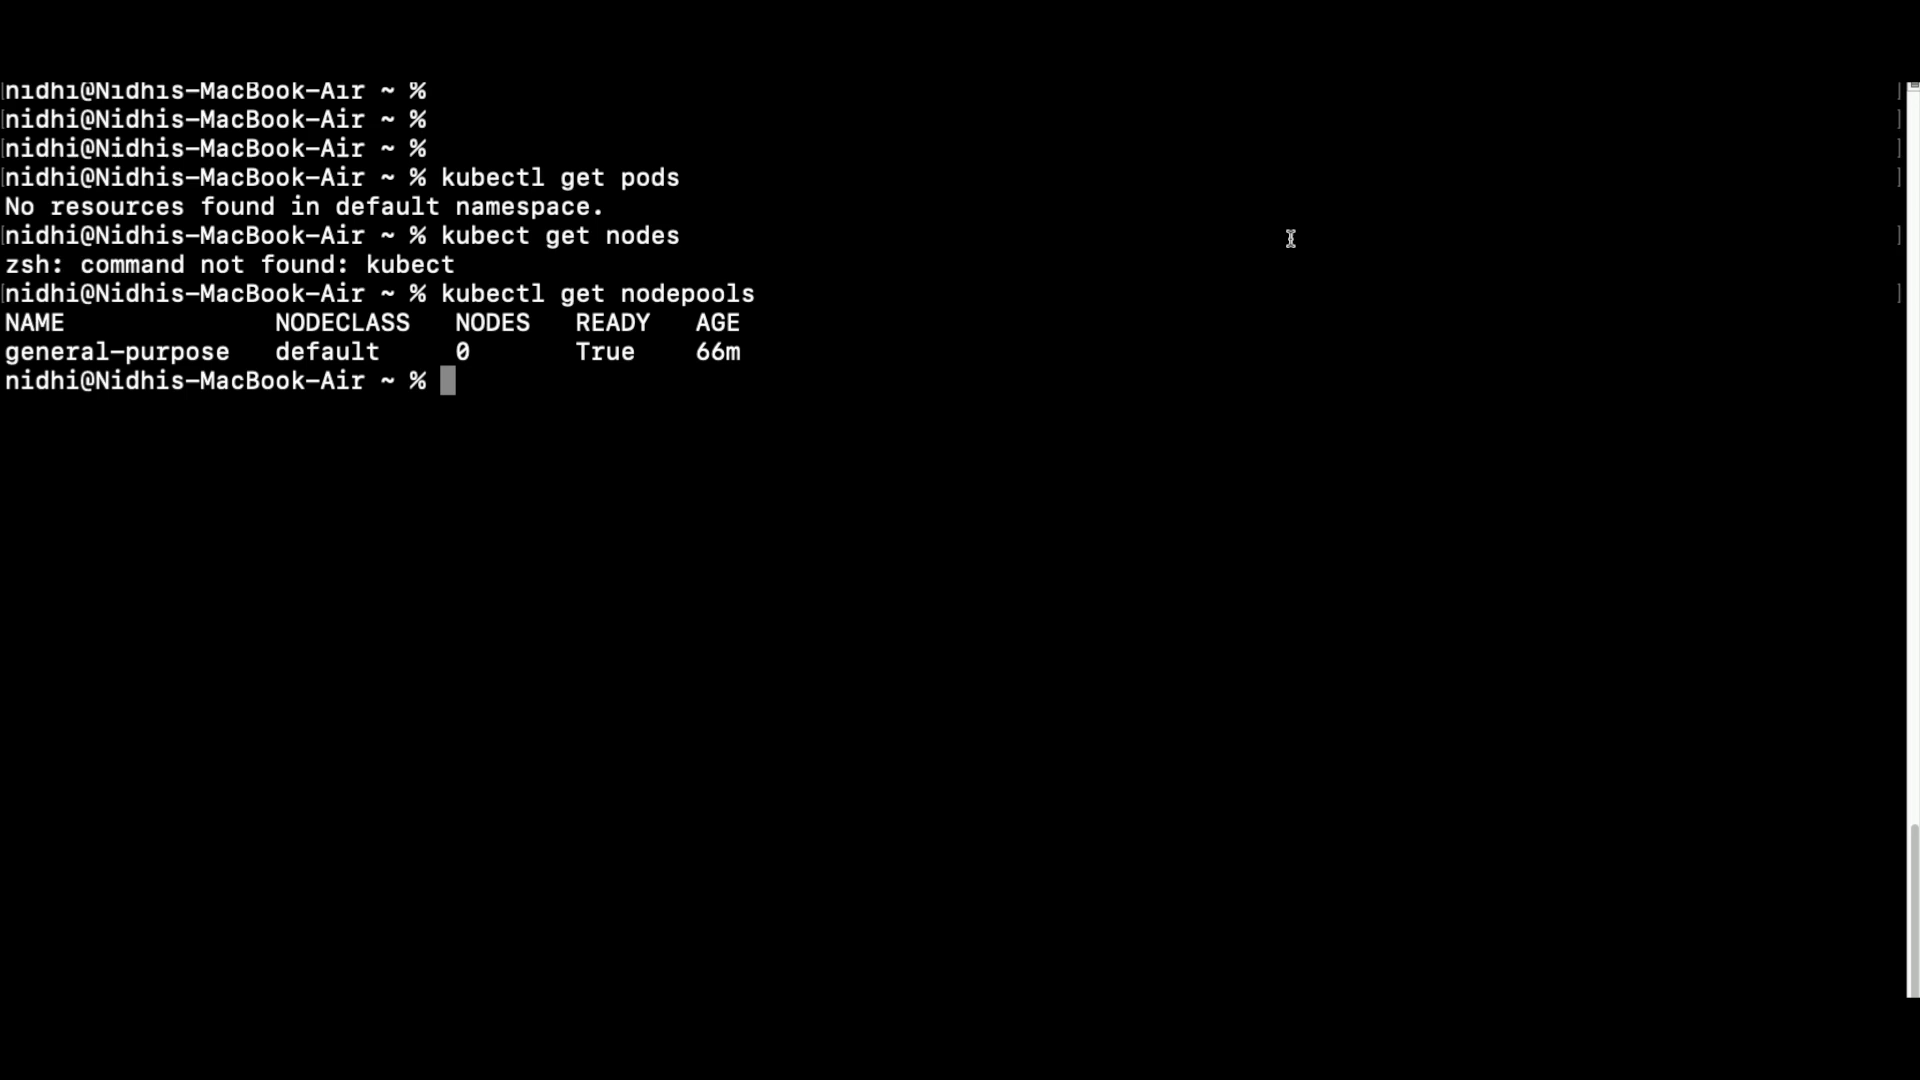 nidhi@Nidhis-MacBook-Air ~ %
nidhi@Nidhis-MacBook-Air ~ %
nidhi@Nidhis-MacBook-Air ~ %
nidhi@Nidhis-MacBook-Air ~ % kubectl get pods
No resources found in default namespace.
nidhi@Nidhis-MacBook-Air ~ % kubect get nodes
zsh: command not found: kubect
nidhi@Nidhis-MacBook-Air ~ % kubectl get nodepools
NAME NODECLASS NODES READY AGE
general-purpose default 0 True 66m
nidhi@Nidhis-MacBook-Air ~ %